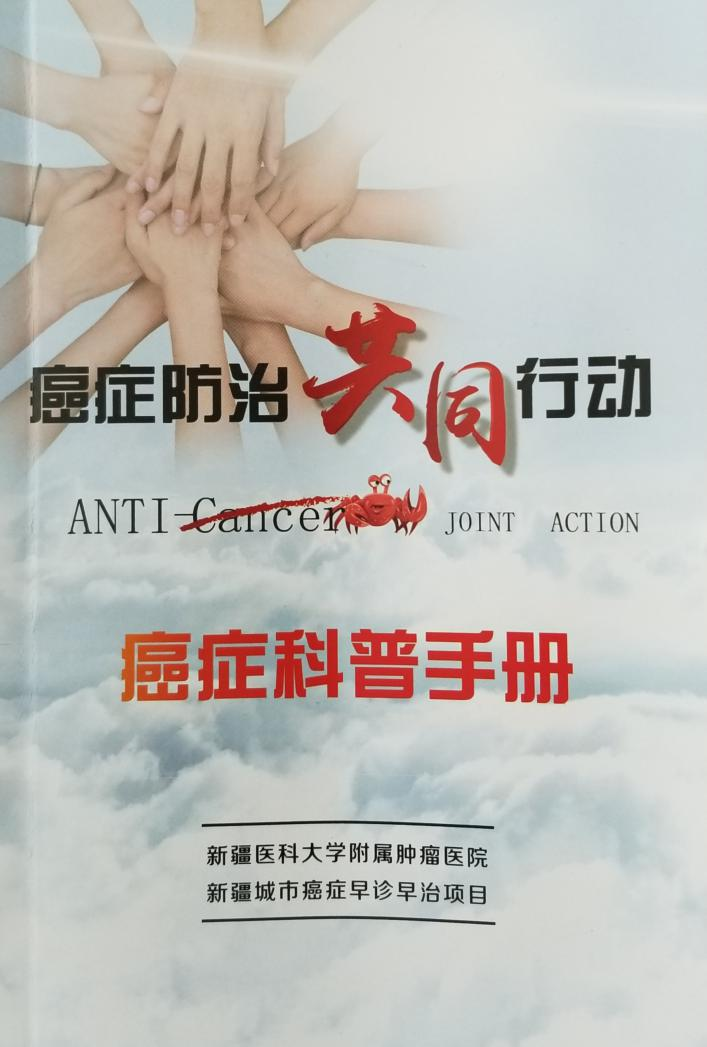 癌症防治共同行动
ANTI-Cancer JOINT ACTION
癌症科普手册
新疆医科大学附属肿瘤医院
新疆城市癌症早诊早治项目